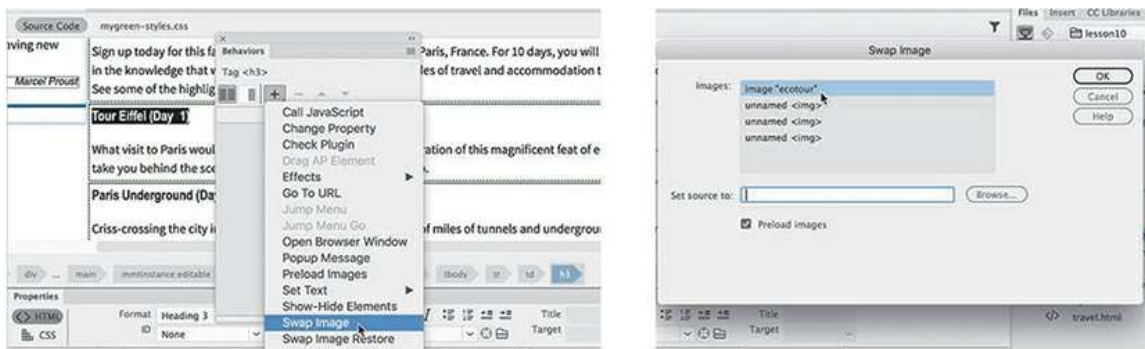 Source Code mygreen-styles.css
aving new
Marcel Proust
Sign up today for this fa
Paris, France. For 10 days, you will
in the knowledge that
les of travel and accommodation t
See some of the highlig
Tour Eiffel (Day 1)
What visit to Paris woul
ation of this magnificent feat of e
take you behind the sce
Paris Underground (Da
Criss-crossing the city i
of miles of tunnels and undergrou
Behaviors
Tag <h3>
Call JavaScript
Change Property
Check Plugin
Drag AP Element
Effects
Go To URL
Jump Menu
Jump Menu Go
Open Browser Window
Popup Message
Preload Images
Set Text
Show-Hide Elements
Swap Image
Swap Image Restore
div ... main mmtinstance:editable tbody tr td h3
Properties
HTML
CSS
Format Heading 3
ID None
Title
Target
Files Insert CC Libraries
lesson10
Swap Image
Images:
image "ecotour"
unnamed <img>
unnamed <img>
unnamed <img>
OK
Cancel
Help
Set source to:
Browse...
Preload images
Title
Target
travel.html